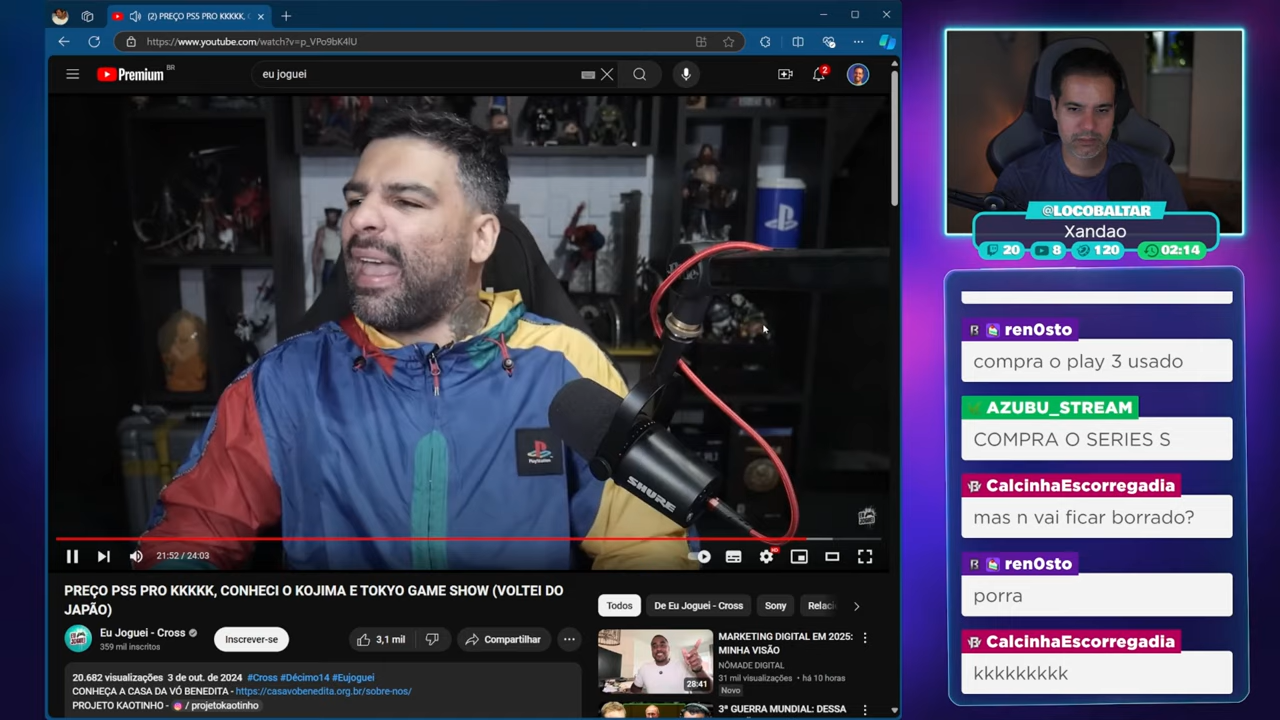 (2) PREÇO PS5 PRO KKKKK, C
https://www.youtube.com/watch?v=p_VPo9bK4lU
Premium BR
eu joguei
2
PlayStation
SHURE
21:52 / 24:03
HD
PREÇO PS5 PRO KKKKK, CONHECI O KOJIMA E TOKYO GAME SHOW (VOLTEI DO
JAPÃO)
Eu Joguei - Cross
359 mil inscritos
Inscrever-se
3,1 mil
Compartilhar
20.682 visualizações 3 de out. de 2024 #Cross #Décimo14 #Eujoguei
CONHEÇA A CASA DA VÓ BENEDITA - https://casavobenedita.org.br/sobre-nos/
PROJETO KAOTINHO - / projetokaotinho
Todos
De Eu Joguei - Cross
Sony
Relaci
MARKETING DIGITAL EM 2025:
MINHA VISÃO
NÔMADE DIGITAL
31 mil visualizações • há 10 horas
Novo
28:41
3ª GUERRA MUNDIAL: DESSA
@LOCOBALTAR
Xandao
20
8
120
02:14
ren0sto
compra o play 3 usado
AZUBU_STREAM
COMPRA O SERIES S
CalcinhaEscorregadia
mas n vai ficar borrado?
ren0sto
porra
CalcinhaEscorregadia
kkkkkkkkk